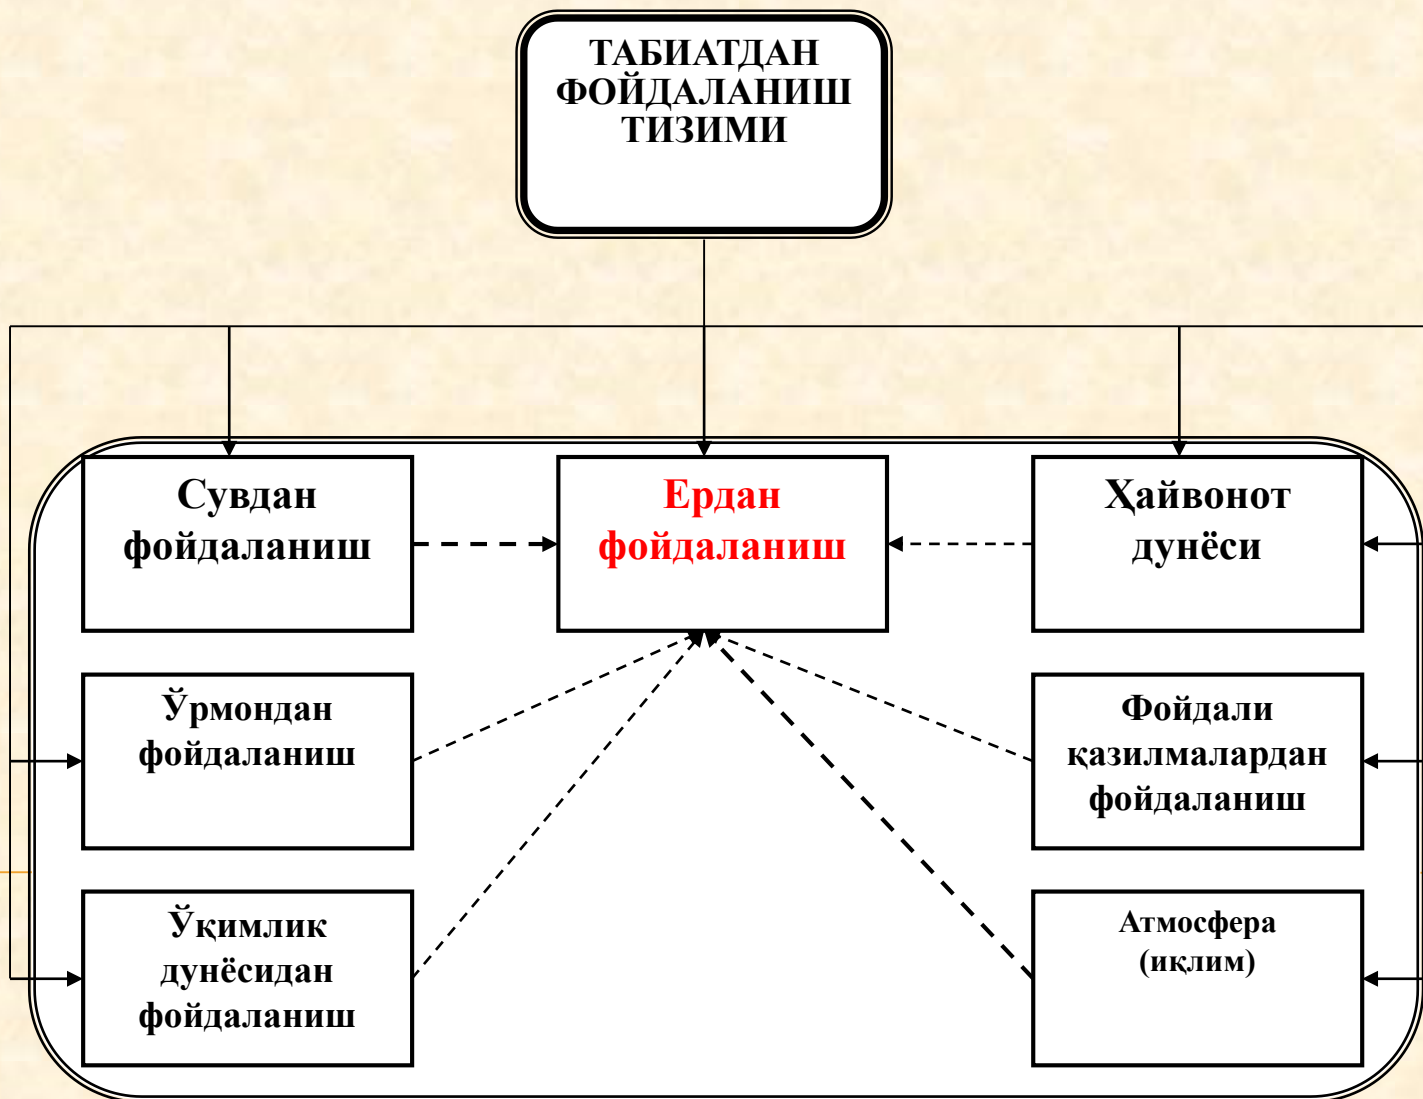 ТАБИАТДАН
ФОЙДАЛАНИШ
ТИЗИМИ
Сувдан
фойдаланиш
Ердан
фойдаланиш
Ҳайвонот
дунёси
Ўрмондан
фойдаланиш
Фойдали
қазилмалардан
фойдаланиш
Ўқимлик
дунёсидан
фойдаланиш
Атмосфера
(иқлим)